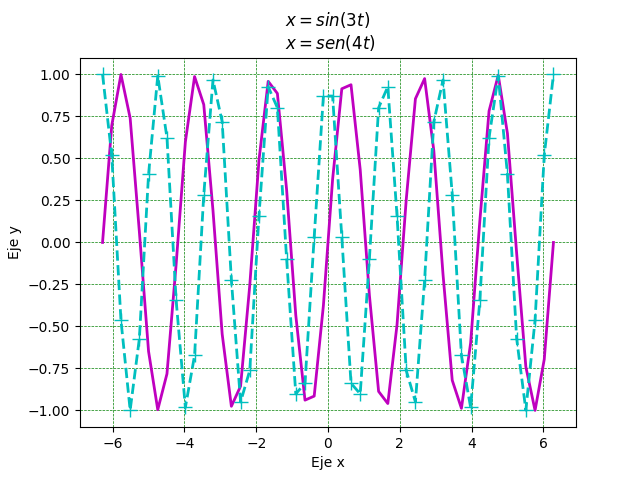 x = sin(3t)
x = sen(4t)
1.00
0.75
0.50
0.25
0.00
−0.25
−0.50
−0.75
−1.00
Eje y
−6 −4 −2 0 2 4 6
Eje x